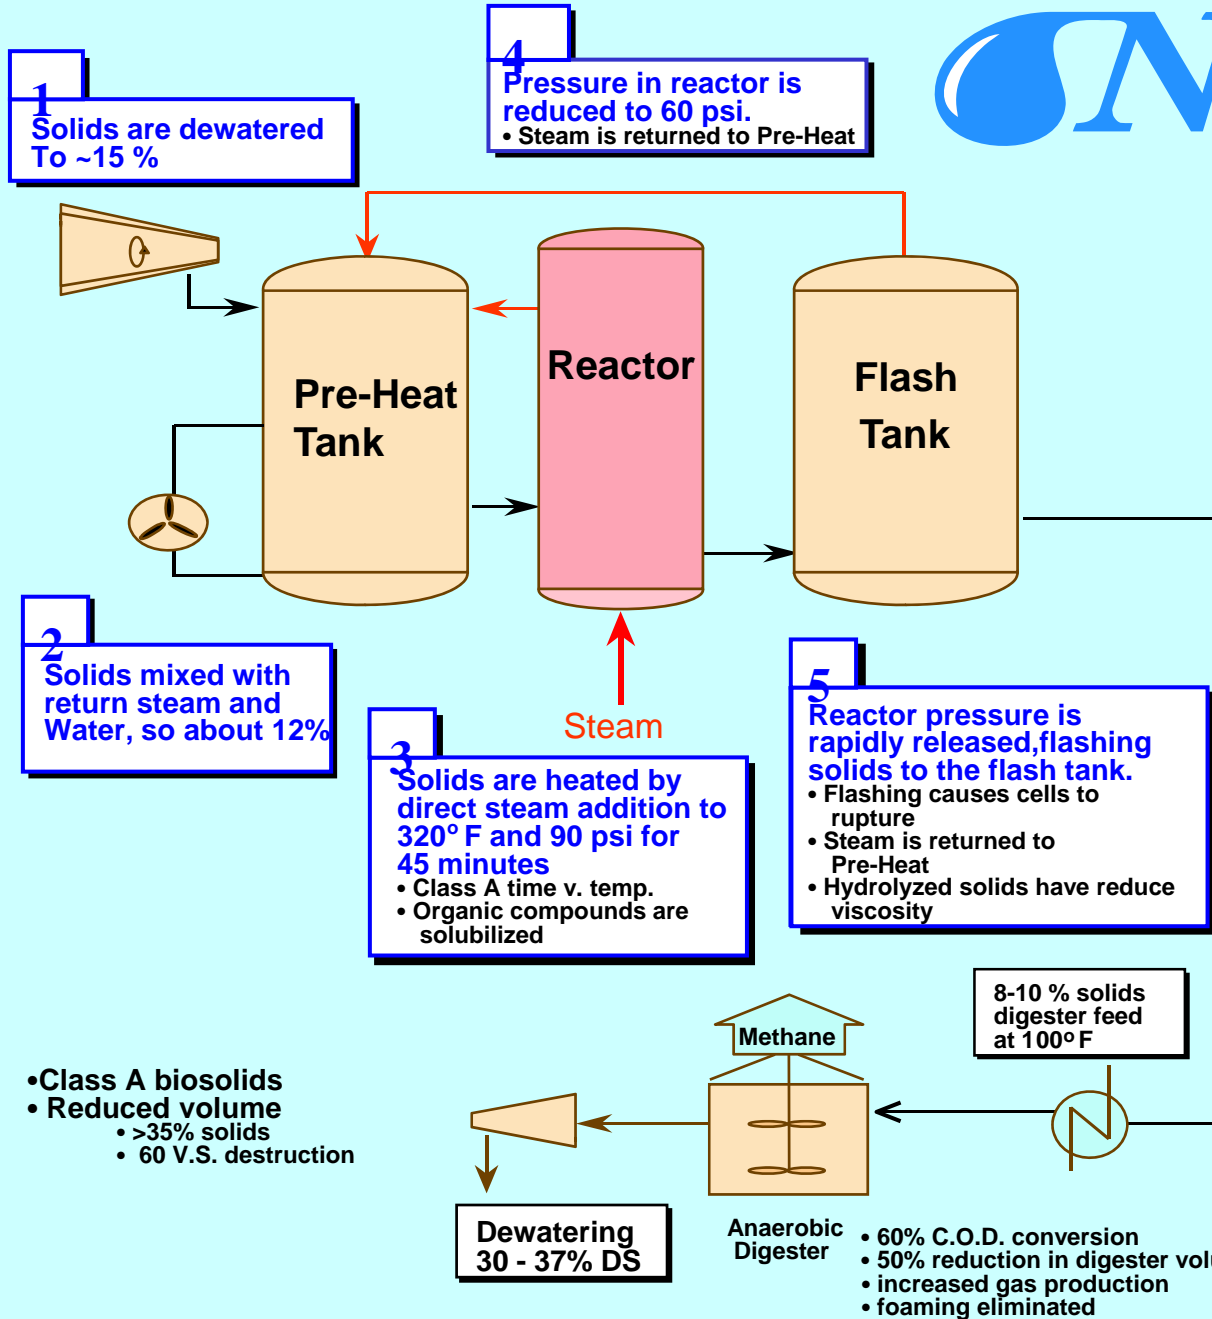 1
Solids are dewatered
To ~15 %
4
Pressure in reactor is
reduced to 60 psi.
• Steam is returned to Pre-Heat
N
Pre-Heat
Tank
Reactor
Flash
Tank
2
Solids mixed with
return steam and
Water, so about 12%
Steam
3
Solids are heated by
direct steam addition to
320° F and 90 psi for
45 minutes
• Class A time v. temp.
• Organic compounds are
solubilized
5
Reactor pressure is
rapidly released,flashing
solids to the flash tank.
• Flashing causes cells to
rupture
• Steam is returned to
Pre-Heat
• Hydrolyzed solids have reduce
viscosity
8-10 % solids
digester feed
at 100° F
Methane
•Class A biosolids
• Reduced volume
• >35% solids
• 60 V.S. destruction
Dewatering
30 - 37% DS
Anaerobic
Digester
• 60% C.O.D. conversion
• 50% reduction in digester volu
• increased gas production
• foaming eliminated